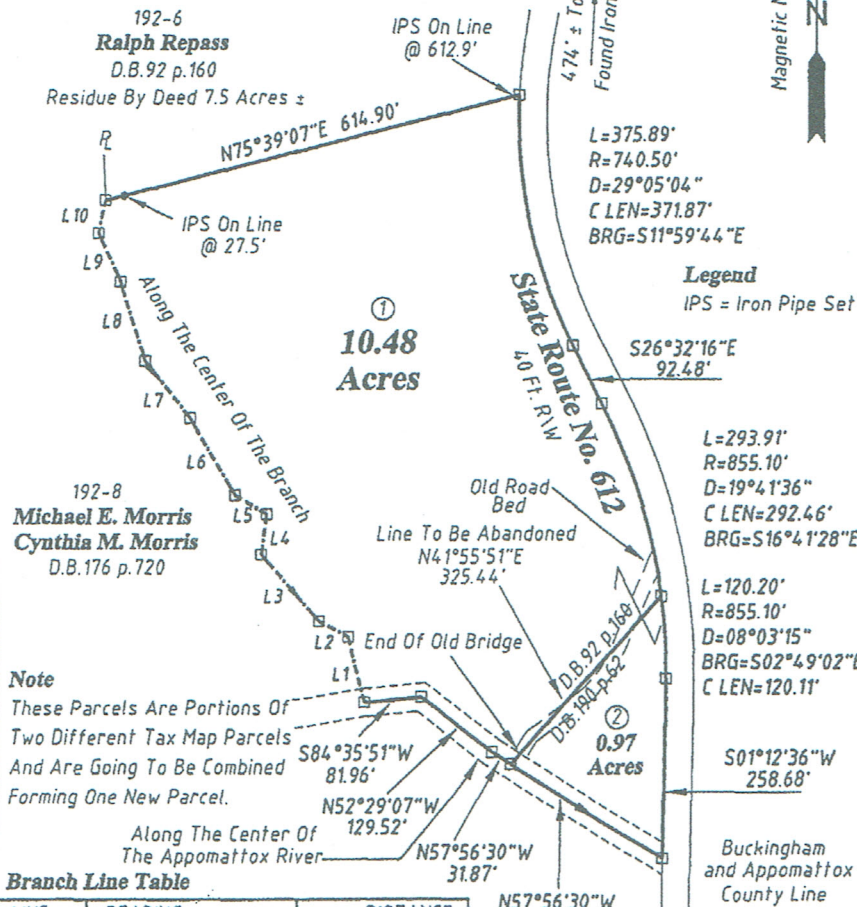 192-6
Ralph Repass
D.B.92 p.160
Residue By Deed 7.5 Acres ±
IPS On Line
@ 612.9'
474' ± To
Found Iron
Magnetic
N
N75°39'07"E 614.90'
IPS On Line
@ 27.5'
L10
L9
L8
L7
L6
L5
L4
L3
L2
L1
Along The Center Of The Branch
①
10.48
Acres
State Route No. 612
40 Ft. R\W
L=375.89'
R=740.50'
D=29°05'04"
C LEN=371.87'
BRG=S11°59'44"E
Legend
IPS = Iron Pipe Set
S26°32'16"E
92.48'
L=293.91'
R=855.10'
D=19°41'36"
C LEN=292.46'
BRG=S16°41'28"E
192-8
Michael E. Morris
Cynthia M. Morris
D.B.176 p.720
Old Road
Bed
Line To Be Abandoned
N41°55'51"E
325.44'
L=120.20'
R=855.10'
D=08°03'15"
BRG=S02°49'02"E
C LEN=120.11'
End Of Old Bridge
D.B.92 p.160
D.B.190 p.62
②
0.97
Acres
Note
These Parcels Are Portions Of
Two Different Tax Map Parcels
And Are Going To Be Combined
Forming One New Parcel.
S84°35'51"W
81.96'
N52°29'07"W
129.52'
Along The Center Of
The Appomattox River
N57°56'30"W
31.87'
S01°12'36"W
258.68'
Buckingham
and Appomattox
County Line
N57°56'30"W
Branch Line Table